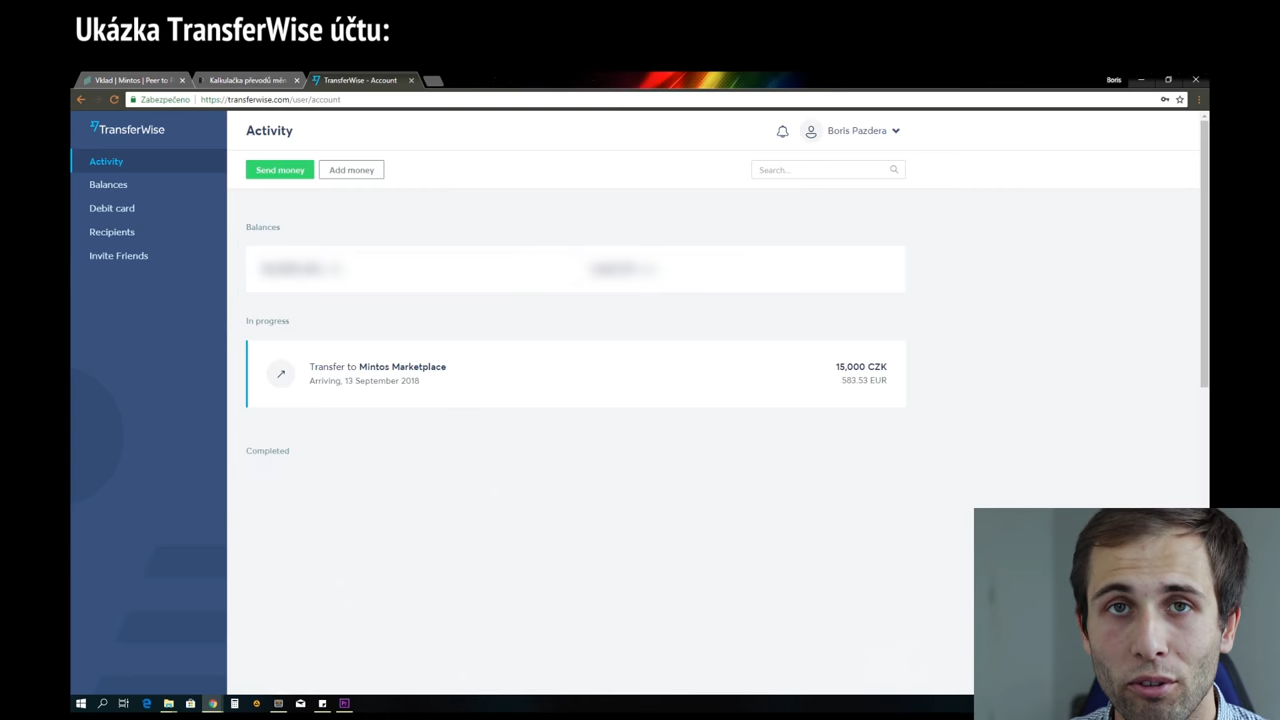 Ukázka TransferWise účtu:
Vklad | Mintos | Peer to P
Kalkulačka převodů měn
TransferWise - Account
Boris
Zabezpečeno
https://transferwise.com/user/account
TransferWise
Activity
Boris Pazdera
Activity
Send money
Add money
Search...
Balances
Debit card
Recipients
Invite Friends
Balances
In progress
Transfer to Mintos Marketplace
15,000 CZK
Arriving, 13 September 2018
583.53 EUR
Completed